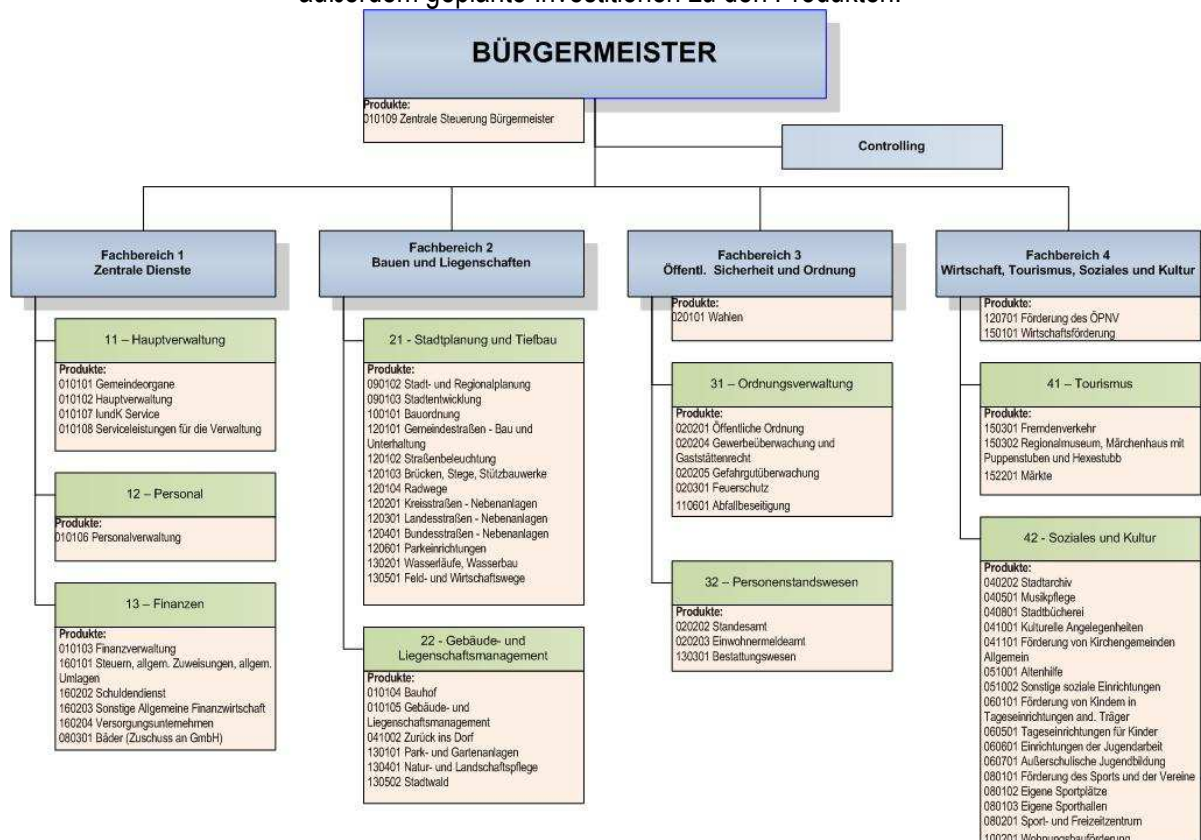 außerdem geplante Investitionen zu den Produkten.
BÜRGERMEISTER
Produkte:
010109 Zentrale Steuerung Bürgermeister
Controlling
Fachbereich 1
Zentrale Dienste
11 – Hauptverwaltung
Produkte:
010101 Gemeindeorgane
010102 Hauptverwaltung
010107 IundK Service
010108 Serviceleistungen für die Verwaltung
12 – Personal
Produkte:
010106 Personalverwaltung
13 – Finanzen
Produkte:
010103 Finanzverwaltung
160101 Steuern, allgem. Zuweisungen, allgem.
Umlagen
160202 Schuldendienst
160203 Sonstige Allgemeine Finanzwirtschaft
160204 Versorgungsunternehmen
080301 Bäder (Zuschuss an GmbH)
Fachbereich 2
Bauen und Liegenschaften
21 - Stadtplanung und Tiefbau
Produkte:
090102 Stadt- und Regionalplanung
090103 Stadtentwicklung
100101 Bauordnung
120101 Gemeindestraßen - Bau und
Unterhaltung
120102 Straßenbeleuchtung
120103 Brücken, Stege, Stützbauwerke
120104 Radwege
120201 Kreisstraßen - Nebenanlagen
120301 Landesstraßen - Nebenanlagen
120401 Bundesstraßen - Nebenanlagen
120601 Parkeinrichtungen
130201 Wasserläufe, Wasserbau
130501 Feld- und Wirtschaftswege
22 - Gebäude- und
Liegenschaftsmanagement
Produkte:
010104 Bauhof
010105 Gebäude- und
Liegenschaftsmanagement
041002 Zurück ins Dorf
130101 Park- und Gartenanlagen
130401 Natur- und Landschaftspflege
130502 Stadtwald
Fachbereich 3
Öffentl. Sicherheit und Ordnung
Produkte:
020101 Wahlen
31 – Ordnungsverwaltung
Produkte:
020201 Öffentliche Ordnung
020204 Gewerbeüberwachung und
Gaststättenrecht
020205 Gefahrgutüberwachung
020301 Feuerschutz
110601 Abfallbeseitigung
32 – Personenstandswesen
Produkte:
020202 Standesamt
020203 Einwohnermeldeamt
130301 Bestattungswesen
Fachbereich 4
Wirtschaft, Tourismus, Soziales und Kultur
Produkte:
120701 Förderung des ÖPNV
150101 Wirtschaftsförderung
41 – Tourismus
Produkte:
150301 Fremdenverkehr
150302 Regionalmuseum, Märchenhaus mit
Puppenstuben und Hexestubb
152201 Märkte
42 - Soziales und Kultur
Produkte:
040202 Stadtarchiv
040501 Musikpflege
040801 Stadtbücherei
041001 Kulturelle Angelegenheiten
041101 Förderung von Kirchengemeinden
Allgemein
051001 Altenhilfe
051002 Sonstige soziale Einrichtungen
060101 Förderung von Kindern in
Tageseinrichtungen and. Träger
060501 Tageseinrichtungen für Kinder
060601 Einrichtungen der Jugendarbeit
060701 Außerschulische Jugendbildung
080101 Förderung des Sports und der Vereine
080102 Eigene Sportplätze
080103 Eigene Sporthallen
080201 Sport- und Freizeitzentrum
100201 Wohnungsbauförderung